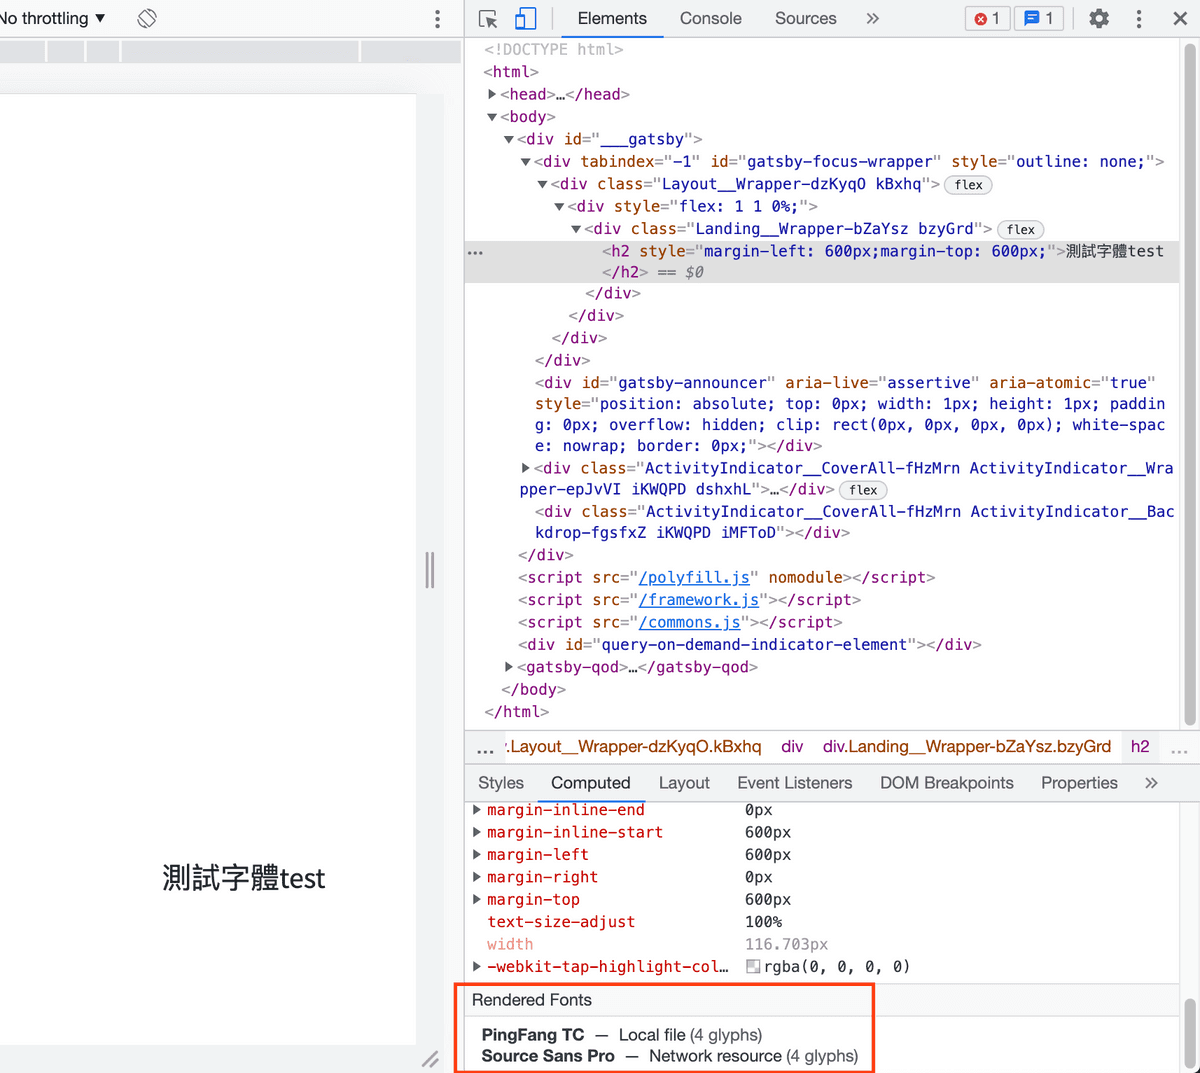 No throttling ▼
Elements Console Sources » 1 1
<!DOCTYPE html>
<html>
<head>…</head>
<body>
<div id="___gatsby">
<div tabindex="-1" id="gatsby-focus-wrapper" style="outline: none;">
<div class="Layout__Wrapper-dzKyqO kBxhq"> flex
<div style="flex: 1 1 0%;">
<div class="Landing__Wrapper-bZaYsz bzyGrd"> flex
… <h2 style="margin-left: 600px;margin-top: 600px;">測試字體test
</h2> == $0
</div>
</div>
</div>
</div>
<div id="gatsby-announcer" aria-live="assertive" aria-atomic="true"
style="position: absolute; top: 0px; width: 1px; height: 1px; paddin
g: 0px; overflow: hidden; clip: rect(0px, 0px, 0px, 0px); white-spac
e: nowrap; border: 0px;"></div>
<div class="ActivityIndicator__CoverAll-fHzMrn ActivityIndicator__Wra
pper-epJvVI iKWQPD dshxhL">…</div> flex
<div class="ActivityIndicator__CoverAll-fHzMrn ActivityIndicator__Bac
kdrop-fgsfxZ iKWQPD iMFToD"></div>
</div>
<script src="/polyfill.js" nomodule></script>
<script src="/framework.js"></script>
<script src="/commons.js"></script>
<div id="query-on-demand-indicator-element"></div>
<gatsby-qod>…</gatsby-qod>
</body>
</html>
… .Layout__Wrapper-dzKyqO.kBxhq div div.Landing__Wrapper-bZaYsz.bzyGrd h2 …
Styles Computed Layout Event Listeners DOM Breakpoints Properties »
margin-inline-end 0px
margin-inline-start 600px
margin-left 600px
margin-right 0px
margin-top 600px
text-size-adjust 100%
width 116.703px
-webkit-tap-highlight-col… rgba(0, 0, 0, 0)
Rendered Fonts
PingFang TC — Local file (4 glyphs)
Source Sans Pro — Network resource (4 glyphs)
測試字體test